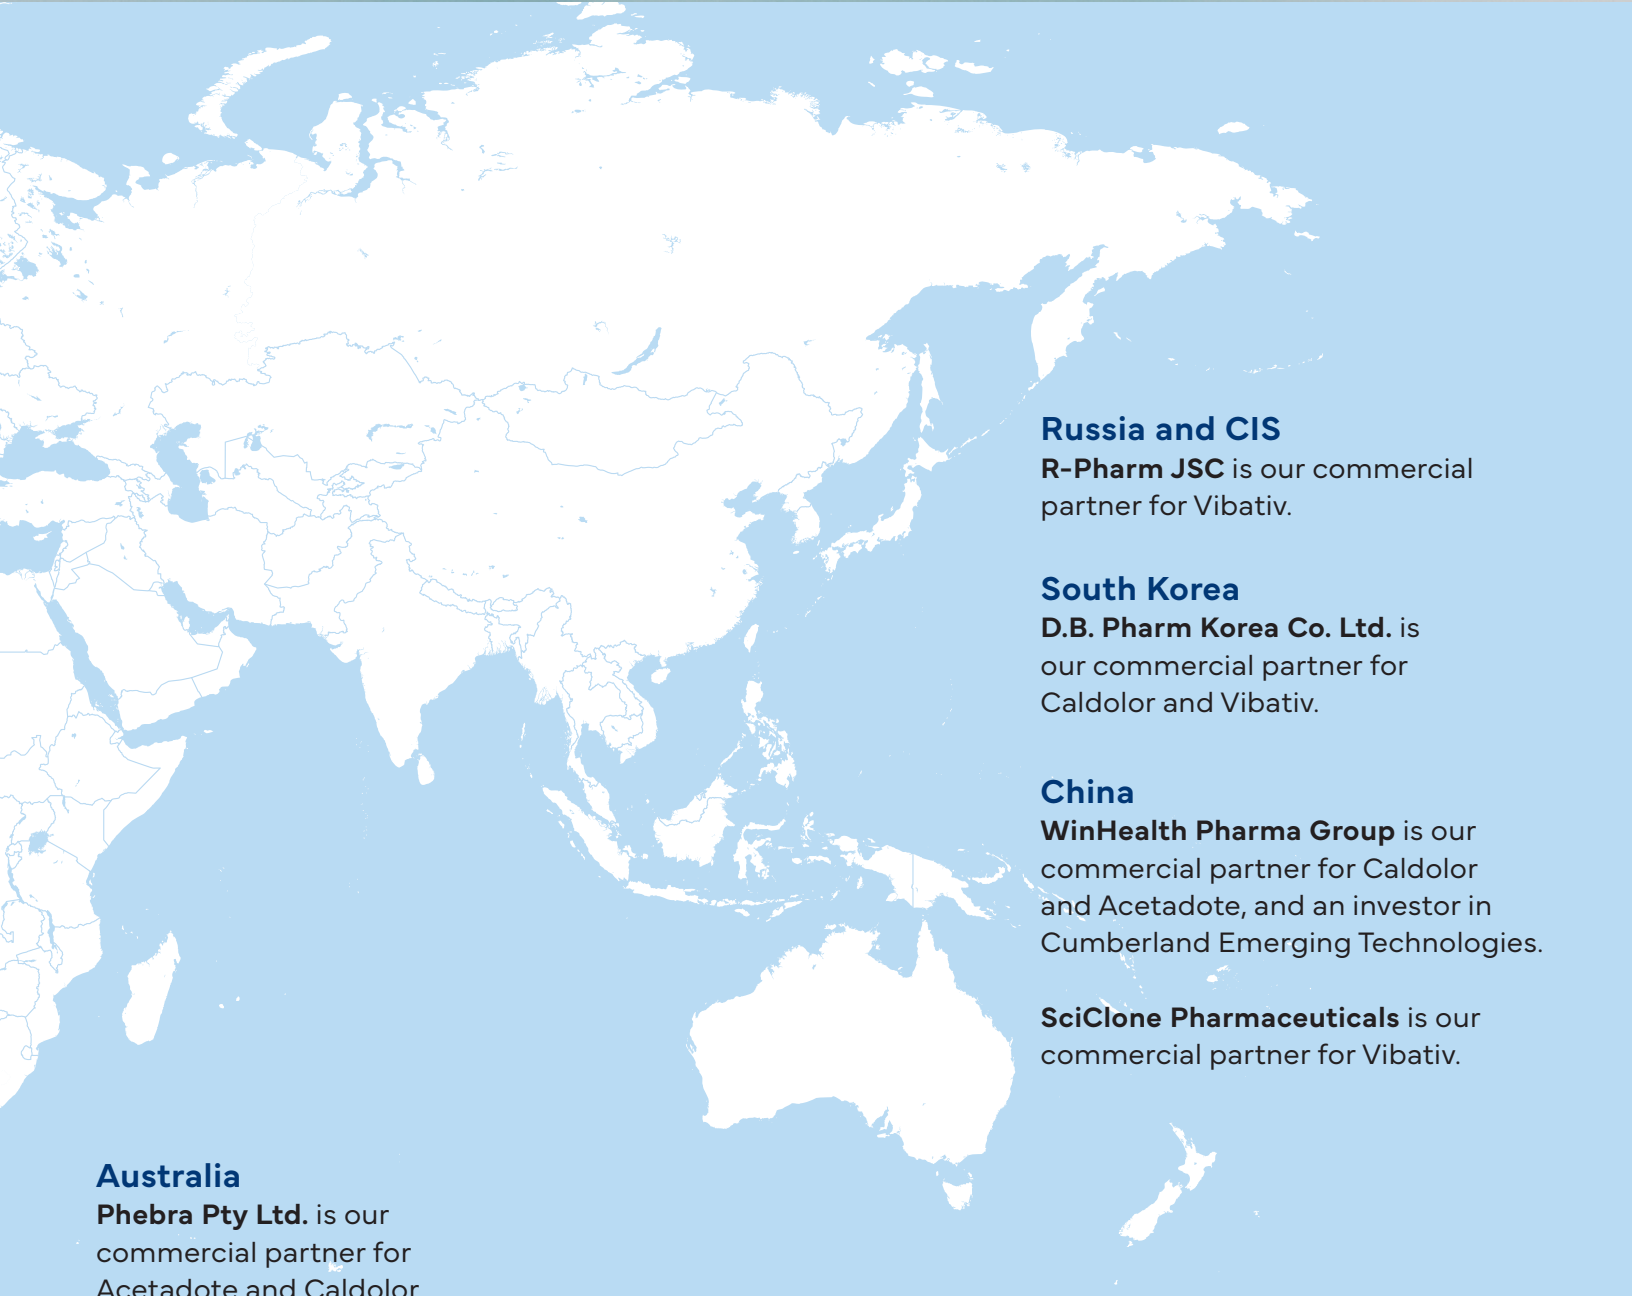 Russia and CIS
R-Pharm JSC is our commercial
partner for Vibativ.
South Korea
D.B. Pharm Korea Co. Ltd. is
our commercial partner for
Caldolor and Vibativ.
China
WinHealth Pharma Group is our
commercial partner for Caldolor
and Acetadote, and an investor in
Cumberland Emerging Technologies.
SciClone Pharmaceuticals is our
commercial partner for Vibativ.
Australia
Phebra Pty Ltd. is our
commercial partner for
Acetadote and Caldolor